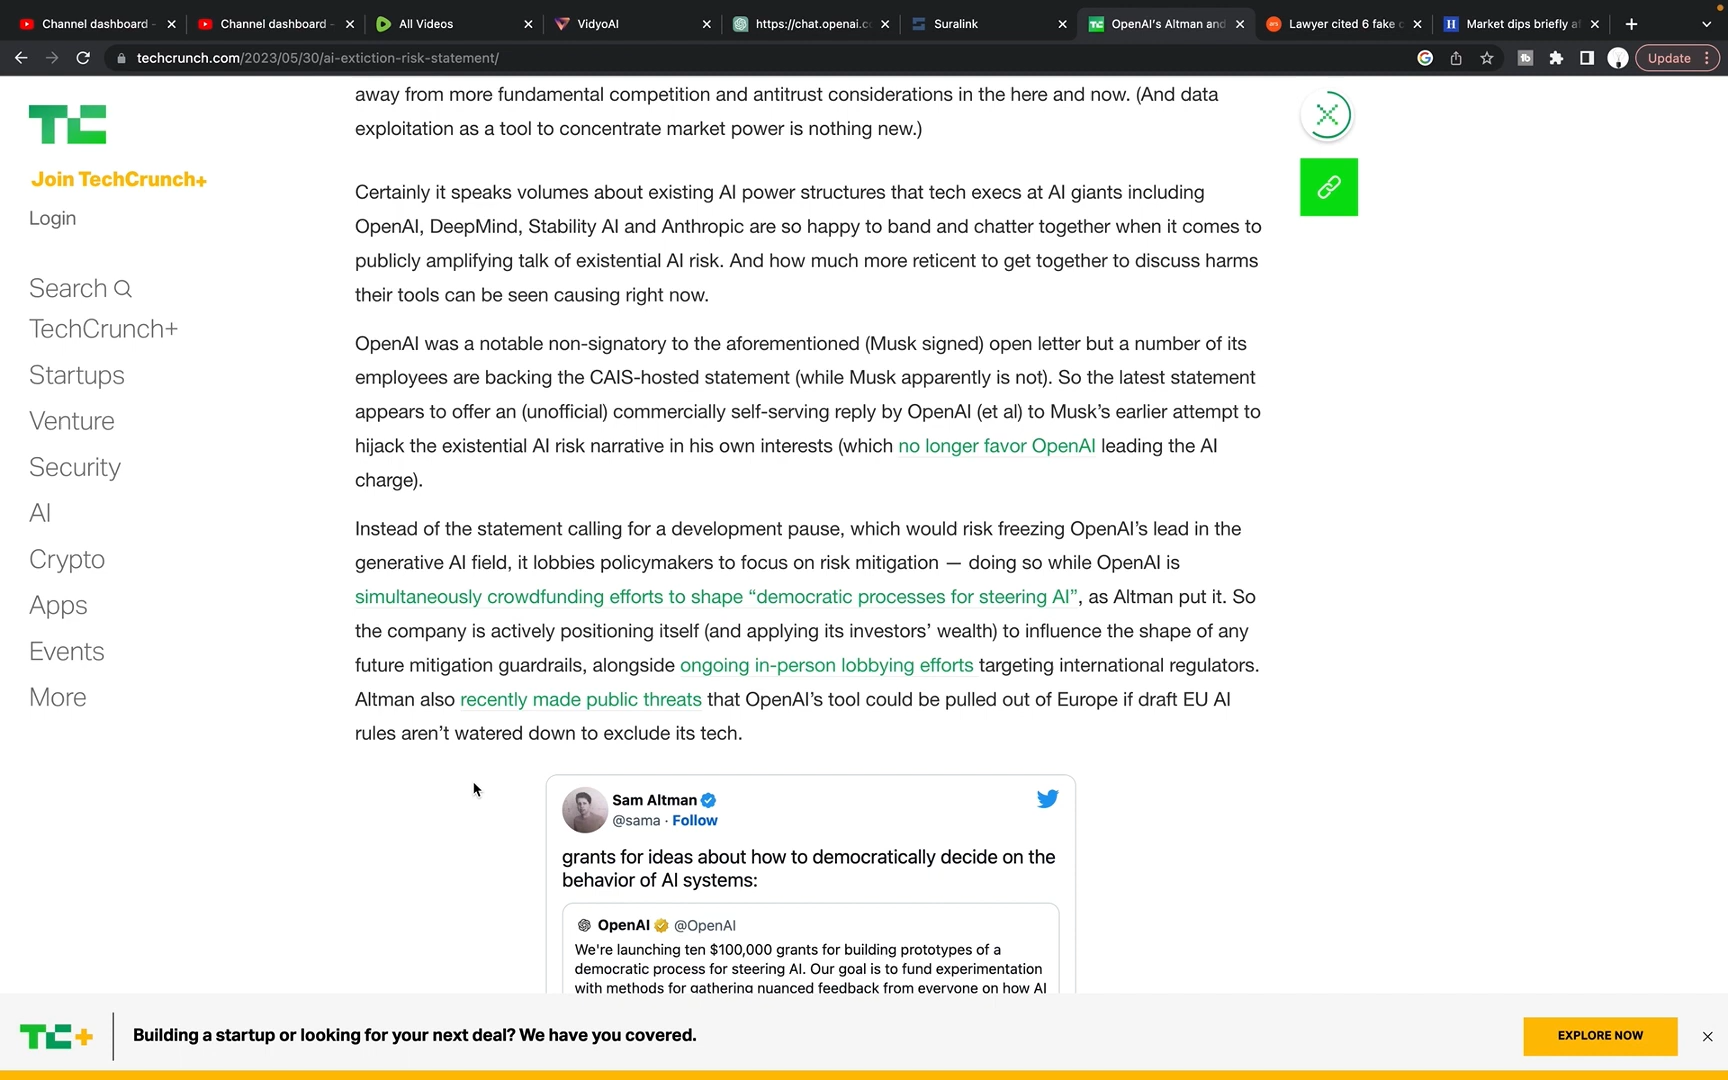 Channel dashboard -
Channel dashboard -
All Videos
VidyoAI
https://chat.openai.co
Suralink
OpenAI's Altman and
Lawyer cited 6 fake c
Market dips briefly a
techcrunch.com/2023/05/30/ai-extiction-risk-statement/
Update
Join TechCrunch+
Login
Search
TechCrunch+
Startups
Venture
Security
AI
Crypto
Apps
Events
More
away from more fundamental competition and antitrust considerations in the here and now. (And data
exploitation as a tool to concentrate market power is nothing new.)
Certainly it speaks volumes about existing AI power structures that tech execs at AI giants including
OpenAI, DeepMind, Stability AI and Anthropic are so happy to band and chatter together when it comes to
publicly amplifying talk of existential AI risk. And how much more reticent to get together to discuss harms
their tools can be seen causing right now.
OpenAI was a notable non-signatory to the aforementioned (Musk signed) open letter but a number of its
employees are backing the CAIS-hosted statement (while Musk apparently is not). So the latest statement
appears to offer an (unofficial) commercially self-serving reply by OpenAI (et al) to Musk's earlier attempt to
hijack the existential AI risk narrative in his own interests (which no longer favor OpenAI leading the AI
charge).
Instead of the statement calling for a development pause, which would risk freezing OpenAI's lead in the
generative AI field, it lobbies policymakers to focus on risk mitigation — doing so while OpenAI is
simultaneously crowdfunding efforts to shape “democratic processes for steering AI”, as Altman put it. So
the company is actively positioning itself (and applying its investors' wealth) to influence the shape of any
future mitigation guardrails, alongside ongoing in-person lobbying efforts targeting international regulators.
Altman also recently made public threats that OpenAI's tool could be pulled out of Europe if draft EU AI
rules aren't watered down to exclude its tech.
Sam Altman
@sama · Follow
grants for ideas about how to democratically decide on the
behavior of AI systems:
OpenAI @OpenAI
We're launching ten $100,000 grants for building prototypes of a
democratic process for steering AI. Our goal is to fund experimentation
with methods for gathering nuanced feedback from everyone on how AI
TC+
Building a startup or looking for your next deal? We have you covered.
EXPLORE NOW